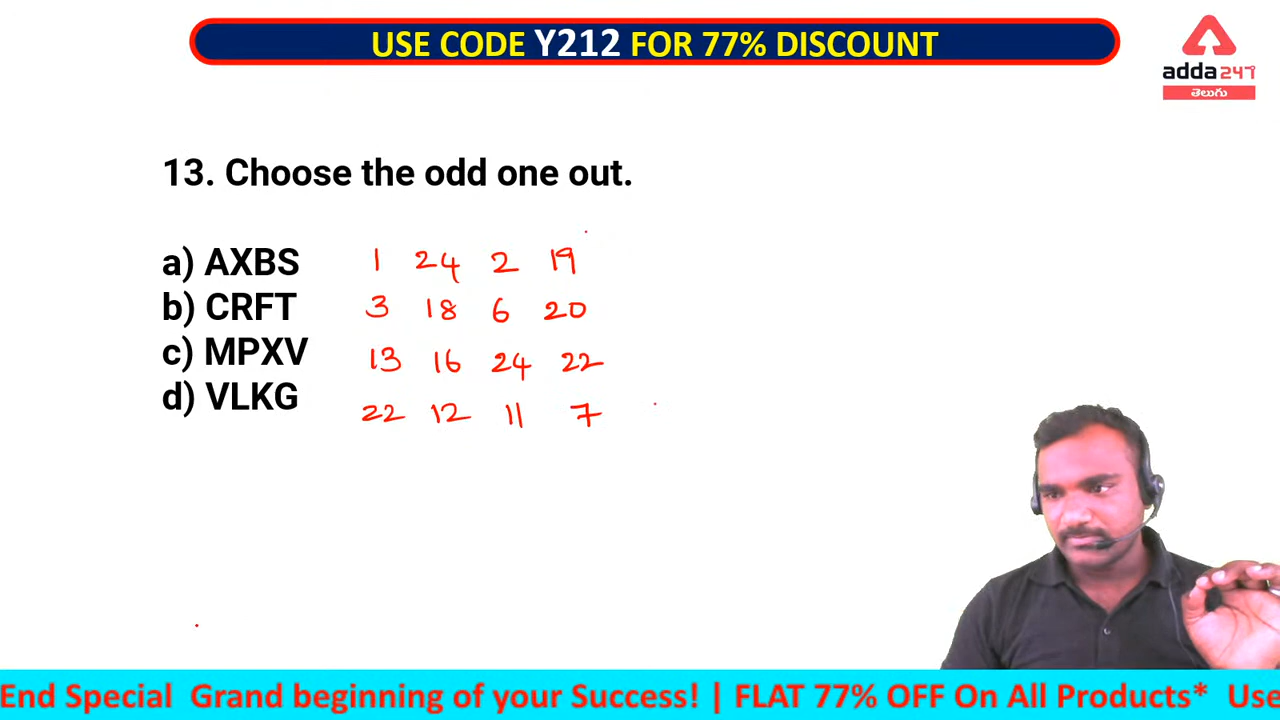 USE CODE Y212 FOR 77% DISCOUNT
adda247
తెలుగు
13. Choose the odd one out.
a) AXBS 1 24 2 19
b) CRFT 3 18 6 20
c) MPXV 13 16 24 22
d) VLKG 22 12 11 7
End Special Grand beginning of your Success! | FLAT 77% OFF On All Products* Use